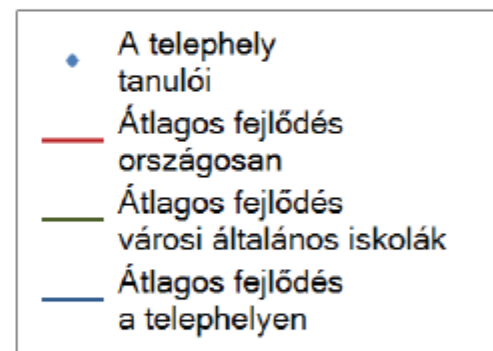 A telephely
tanulói
Átlagos fejlődés
országosan
Átlagos fejlődés
városi általános iskolák
Átlagos fejlődés
a telephelyen